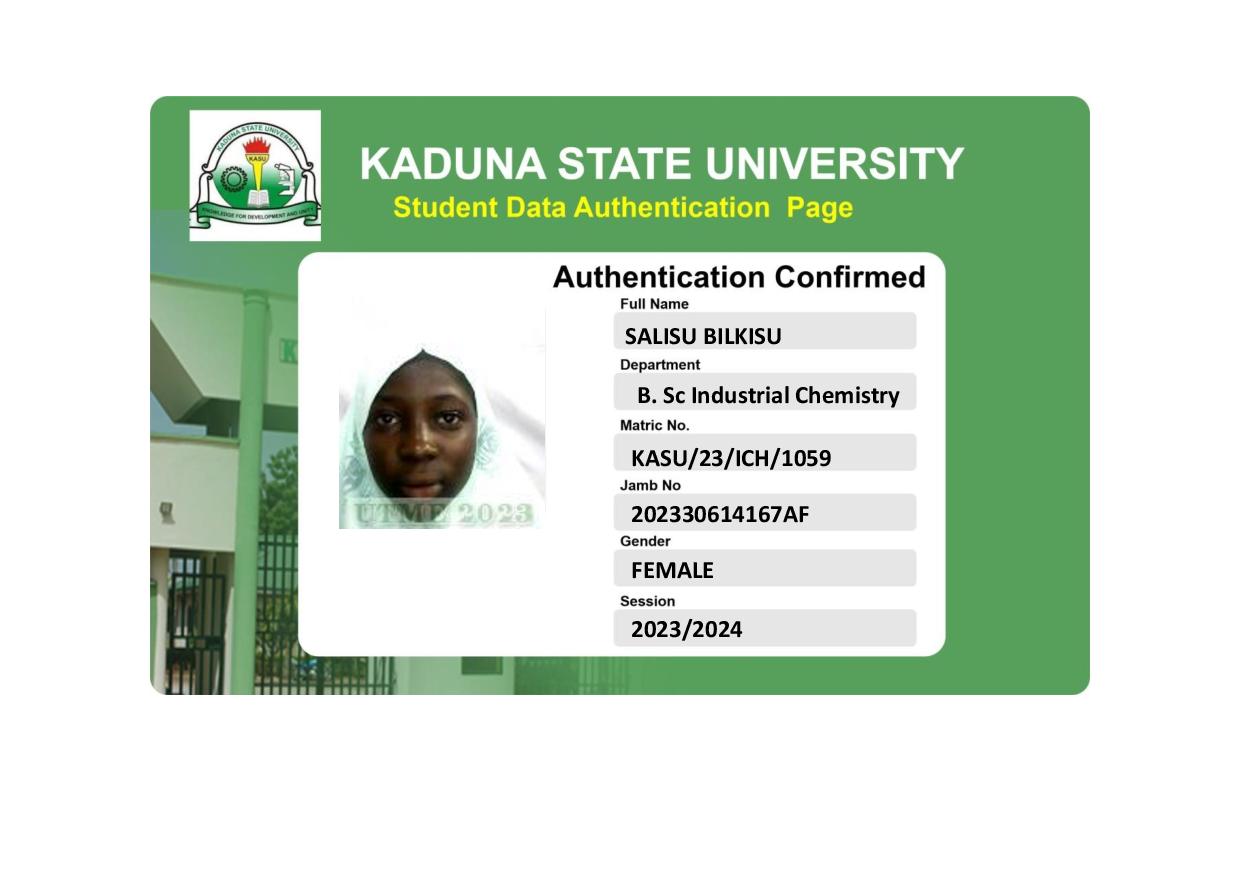 KADUNA STATE UNIVERSITY
KASU
KNOWLEDGE FOR DEVELOPMENT AND UNITY
KADUNA STATE UNIVERSITY
Student Data Authentication Page
Authentication Confirmed
Full Name
SALISU BILKISU
Department
B. Sc Industrial Chemistry
Matric No.
KASU/23/ICH/1059
Jamb No
202330614167AF
Gender
FEMALE
Session
2023/2024
UTME 2023
K